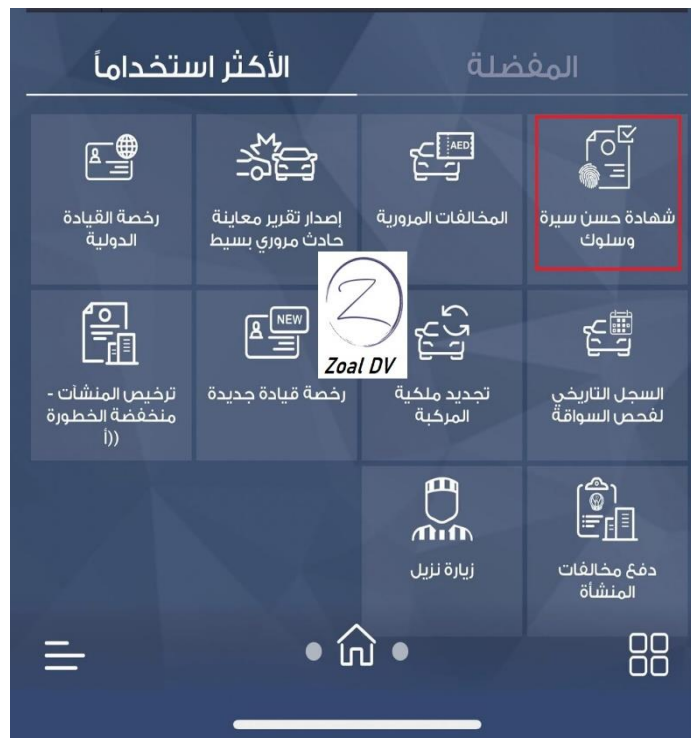 المفضلة
الأكثر استخداماً
شهادة حسن سيرة
وسلوك
AED
المخالفات المرورية
إصدار تقرير معاينة
حادث مروري بسيط
رخصة القيادة
الدولية
السجل التاريخي
لفحص السواقة
تجديد ملكية
المركبة
NEW
رخصة قيادة جديدة
ترخيص المنشآت -
منخفضة الخطورة
((أ
Z
Zoal DV
دفع مخالفات
المنشأة
زيارة نزيل